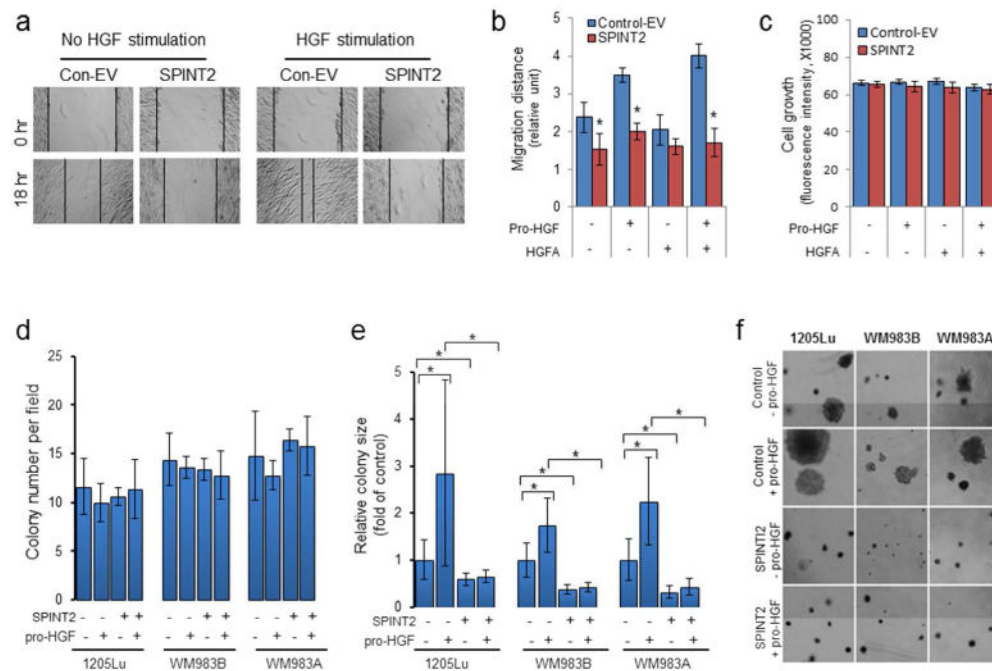 a
No HGF stimulation
HGF stimulation
Con-EV
SPINT2
Con-EV
SPINT2
0 hr
18 hr
b
Control-EV
SPINT2
Migration distance
(relative unit)
5
4
3
2
1
0
*
*
*
Pro-HGF
- + - +
HGFA
- - + +
c
Control-EV
SPINT2
Cell growth
(fluorescence intensity, X1000)
100
80
60
40
20
0
Pro-HGF
- + - +
HGFA
- - + +
d
Colony number per field
25
20
15
10
5
0
SPINT2
- - + + - - + + - - + +
pro-HGF
- + - + - + - + - + - +
1205Lu
WM983B
WM983A
e
Relative colony size
(fold of control)
5
4
3
2
1
0
* * *
* * *
* * *
SPINT2
- - + + - - + + - - + +
pro-HGF
- + - + - + - + - + - +
1205Lu
WM983B
WM983A
f
1205Lu
WM983B
WM983A
Control
- pro-HGF
Control
+ pro-HGF
SPINTI2
- pro-HGF
SPINT2
+ pro-HGF